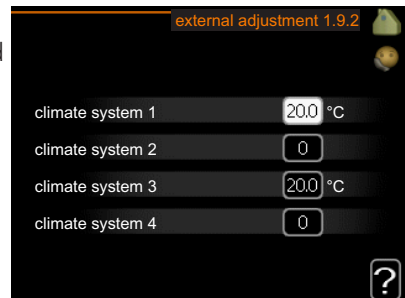 external adjustment 1.9.2
climate system 1 20.0 °C
climate system 2 0
climate system 3 20.0 °C
climate system 4 0
?